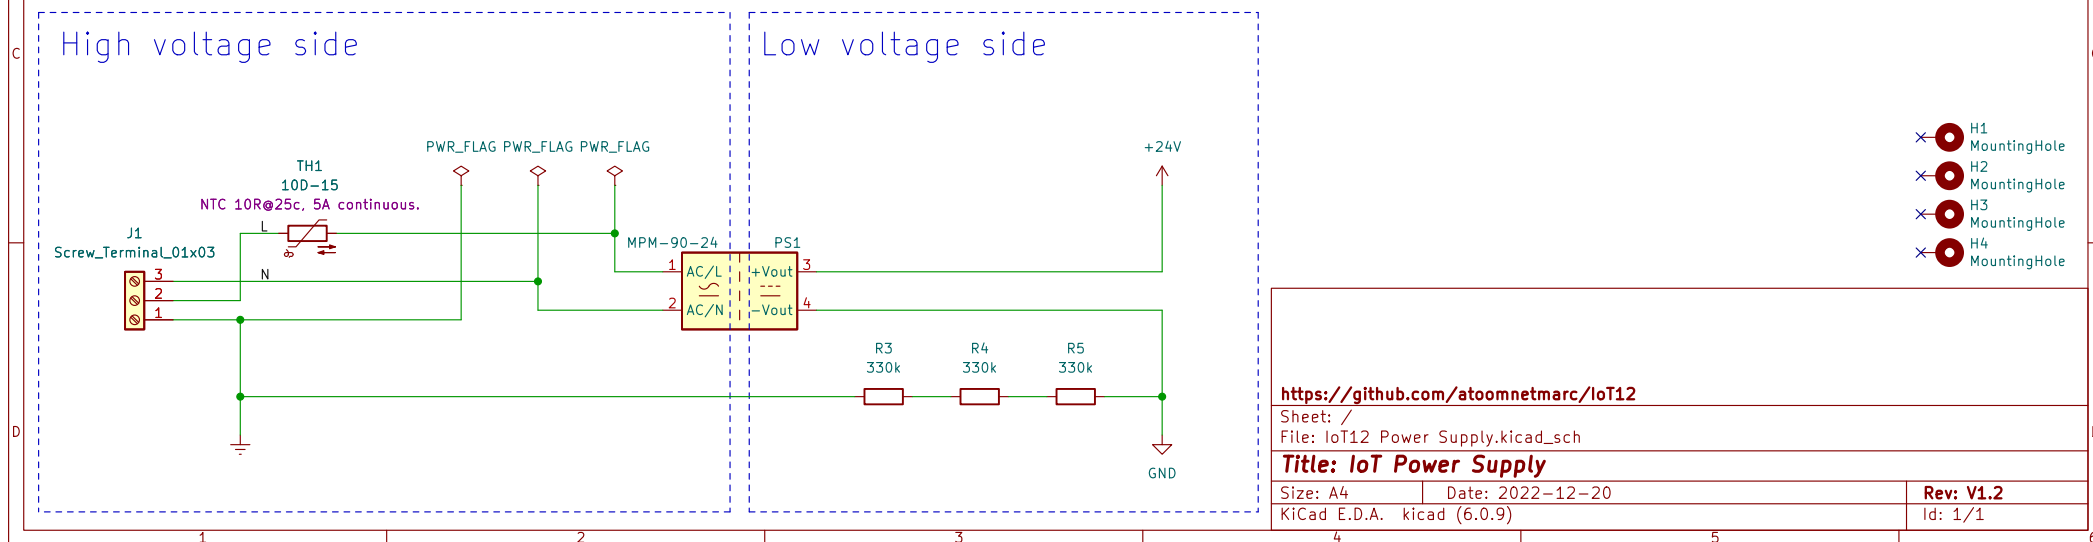 High voltage side
Low voltage side
C
PWR_FLAG PWR_FLAG PWR_FLAG
+24V
TH1
10D-15
NTC 10R@25c, 5A continuous.
L
J1
Screw_Terminal_01x03
3
N
2
1
MPM-90-24
PS1
1 AC/L +Vout 3
2 AC/N -Vout 4
R3
330k
R4
330k
R5
330k
GND
H1
MountingHole
H2
MountingHole
H3
MountingHole
H4
MountingHole
D
https://github.com/atoomnetmarc/IoT12
Sheet: /
File: IoT12 Power Supply.kicad_sch
Title: IoT Power Supply
Size: A4
Date: 2022-12-20
Rev: V1.2
KiCad E.D.A. kicad (6.0.9)
Id: 1/1
1
2
3
4
5